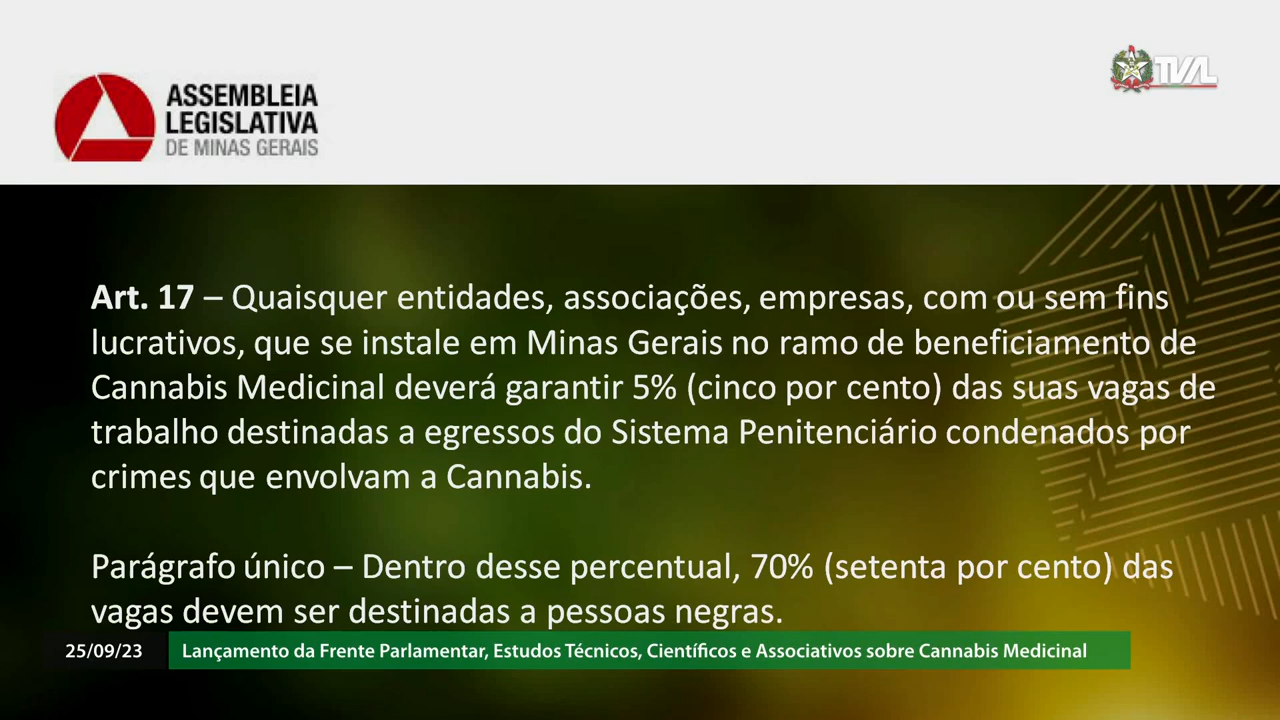 ASSEMBLEIA
LEGISLATIVA
DE MINAS GERAIS
TVAL
Art. 17 – Quaisquer entidades, associações, empresas, com ou sem fins
lucrativos, que se instale em Minas Gerais no ramo de beneficiamento de
Cannabis Medicinal deverá garantir 5% (cinco por cento) das suas vagas de
trabalho destinadas a egressos do Sistema Penitenciário condenados por
crimes que envolvam a Cannabis.
Parágrafo único – Dentro desse percentual, 70% (setenta por cento) das
vagas devem ser destinadas a pessoas negras.
25/09/23 Lançamento da Frente Parlamentar, Estudos Técnicos, Científicos e Associativos sobre Cannabis Medicinal